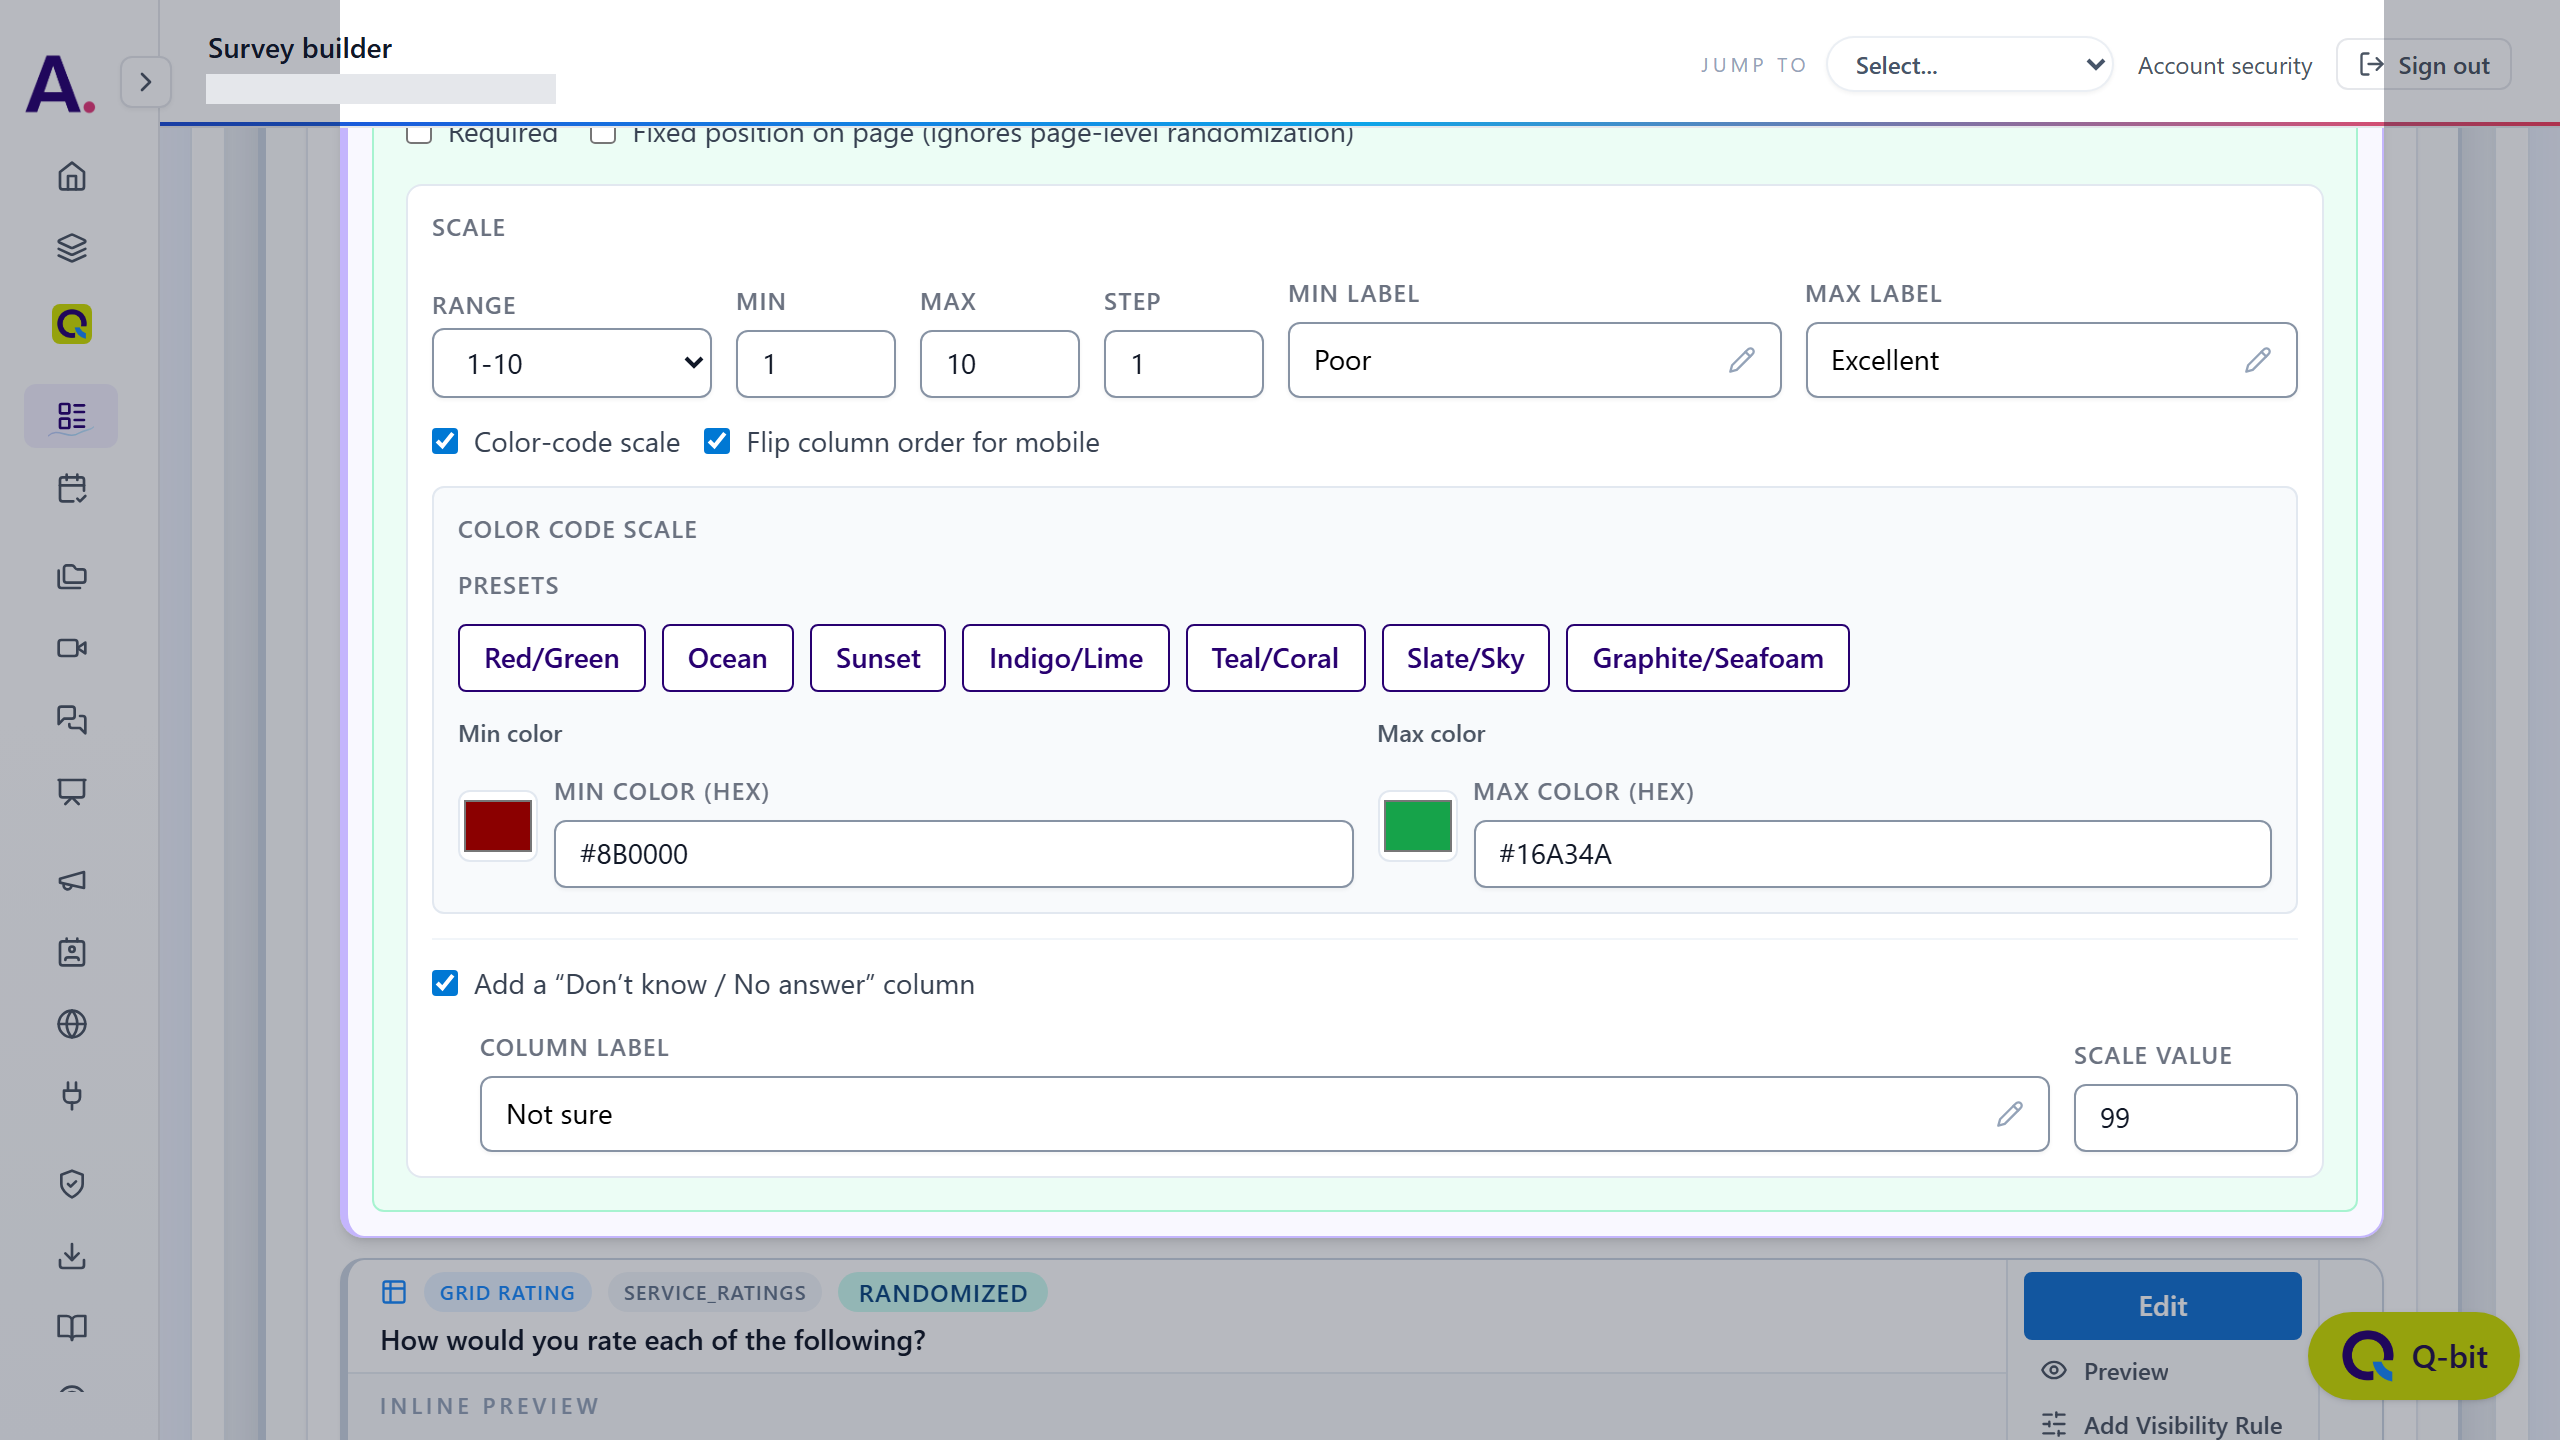 A.
Survey builder
JUMP TO
Select...
Account security
Sign out
Required
Fixed position on page (ignores page-level randomization)
SCALE
RANGE
MIN
MAX
STEP
MIN LABEL
MAX LABEL
1-10
1
10
1
Poor
Excellent
Color-code scale
Flip column order for mobile
COLOR CODE SCALE
PRESETS
Red/Green
Ocean
Sunset
Indigo/Lime
Teal/Coral
Slate/Sky
Graphite/Seafoam
Min color
Max color
MIN COLOR (HEX)
MAX COLOR (HEX)
#8B0000
#16A34A
Add a “Don’t know / No answer” column
COLUMN LABEL
SCALE VALUE
Not sure
99
GRID RATING
SERVICE_RATINGS
RANDOMIZED
Edit
How would you rate each of the following?
Q-bit
Preview
INLINE PREVIEW
Add Visibility Rule